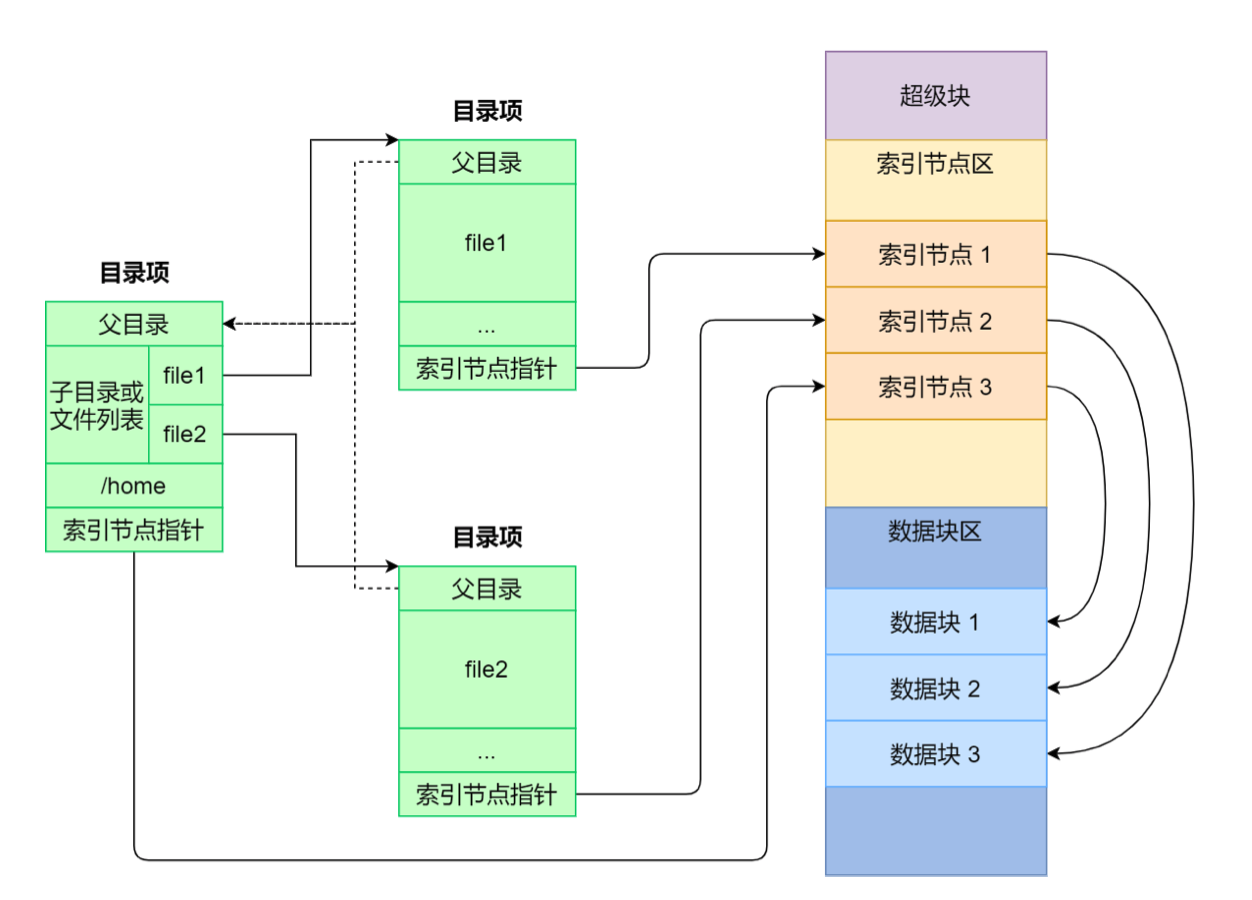 目录项
父目录
子目录或
文件列表
file1
file2
/home
索引节点指针
目录项
父目录
file1
...
索引节点指针
目录项
父目录
file2
...
索引节点指针
超级块
索引节点区
索引节点 1
索引节点 2
索引节点 3
数据块区
数据块 1
数据块 2
数据块 3